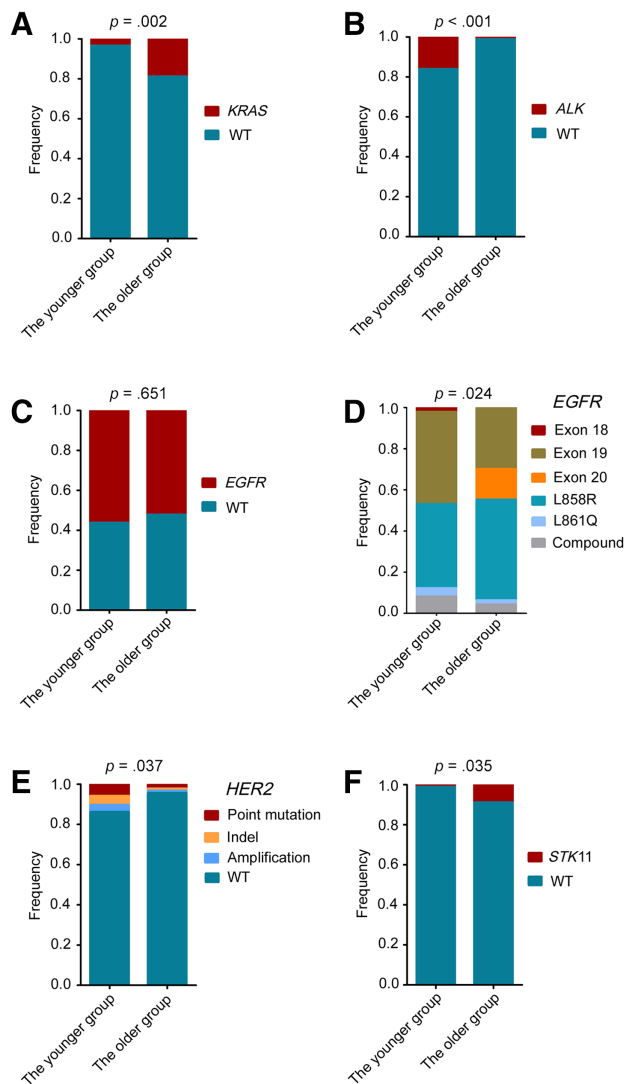 A
p = .002
1.0
0.8
0.6
0.4
0.2
0.0
Frequency
KRAS
WT
The younger group
The older group
B
p < .001
1.0
0.8
0.6
0.4
0.2
0.0
Frequency
ALK
WT
The younger group
The older group
C
p = .651
1.0
0.8
0.6
0.4
0.2
0.0
Frequency
EGFR
WT
The younger group
The older group
D
p = .024
EGFR
1.0
0.8
0.6
0.4
0.2
0.0
Frequency
Exon 18
Exon 19
Exon 20
L858R
L861Q
Compound
The younger group
The older group
E
p = .037
HER2
1.0
0.8
0.6
0.4
0.2
0.0
Frequency
Point mutation
Indel
Amplification
WT
The younger group
The older group
F
p = .035
1.0
0.8
0.6
0.4
0.2
0.0
Frequency
STK11
WT
The younger group
The older group